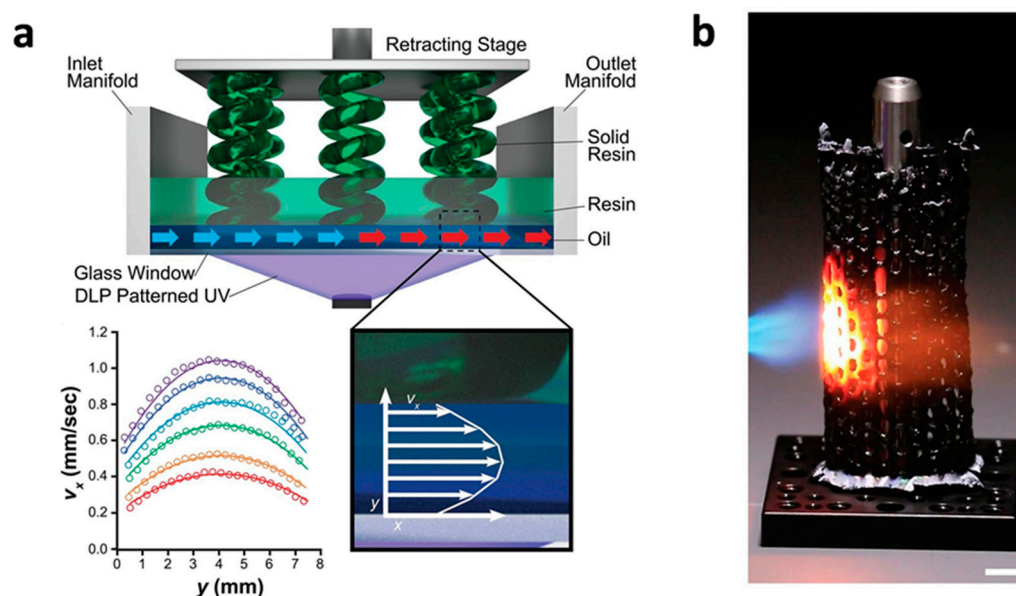 a
Retracting Stage
Inlet
Manifold
Outlet
Manifold
Solid
Resin
Resin
Oil
Glass Window
DLP Patterned UV
1.2
1.0
0.8
0.6
0.4
0.2
0.0
vx (mm/sec)
0 1 2 3 4 5 6 7 8
y (mm)
vx
y
x
b